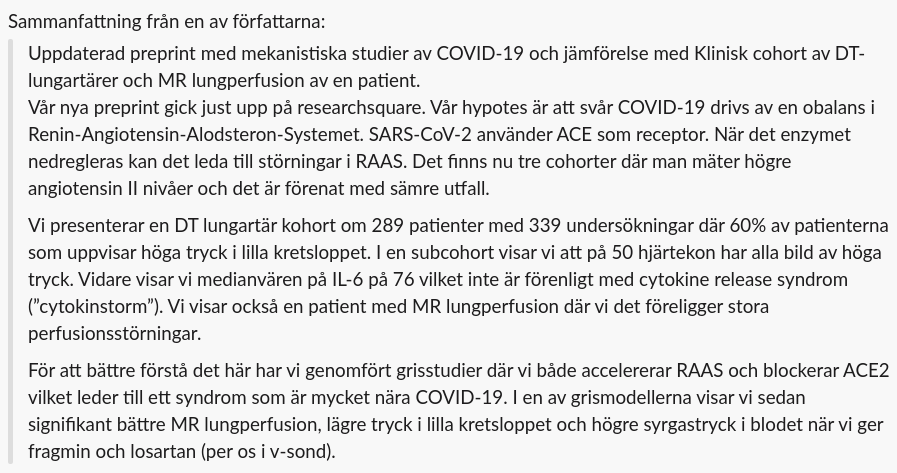 Sammanfattning från en av författarna:
Uppdaterad preprint med mekanistiska studier av COVID-19 och jämförelse med Klinisk cohort av DT-
lungartärer och MR lungperfusion av en patient.
Vår nya preprint gick just upp på researchsquare. Vår hypotes är att svår COVID-19 drivs av en obalans i
Renin-Angiotensin-Alodsteron-Systemet. SARS-CoV-2 använder ACE som receptor. När det enzymet
nedregleras kan det leda till störningar i RAAS. Det finns nu tre cohorter där man mäter högre
angiotensin II nivåer och det är förenat med sämre utfall.
Vi presenterar en DT lungartär kohort om 289 patienter med 339 undersökningar där 60% av patienterna
som uppvisar höga tryck i lilla kretsloppet. I en subcohort visar vi att på 50 hjärtekon har alla bild av höga
tryck. Vidare visar vi medianvären på IL-6 på 76 vilket inte är förenligt med cytokine release syndrom
(”cytokinstorm”). Vi visar också en patient med MR lungperfusion där vi det föreligger stora
perfusionsstörningar.
För att bättre förstå det här har vi genomfört grisstudier där vi både accelererar RAAS och blockerar ACE2
vilket leder till ett syndrom som är mycket nära COVID-19. I en av grismodellerna visar vi sedan
signifikant bättre MR lungperfusion, lägre tryck i lilla kretsloppet och högre syrgastryck i blodet när vi ger
fragmin och losartan (per os i v-sond).